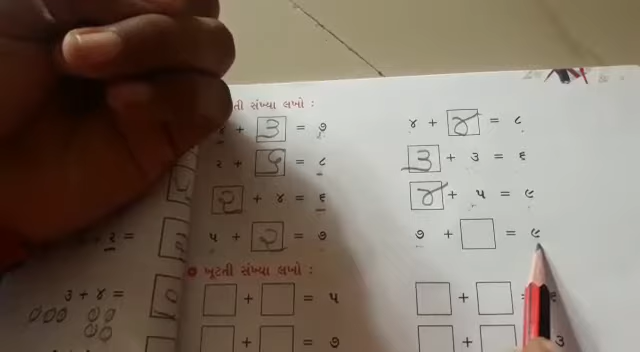 તી સંખ્યા લખો :
+ ૩ = ૭
૨ + ૬ = ૮
૨ + ૪ = ૬
૫ + ૨ = ૭
૪ + ૪ = ૮
૩ + ૩ = ૬
૪ + ૫ = ૯
૭ + = ૯
ખૂટતી સંખ્યા લખો :
+ = ૫
+ = ૭
+ =
+ ૩
+ ૨ =
૩ + ૪ =